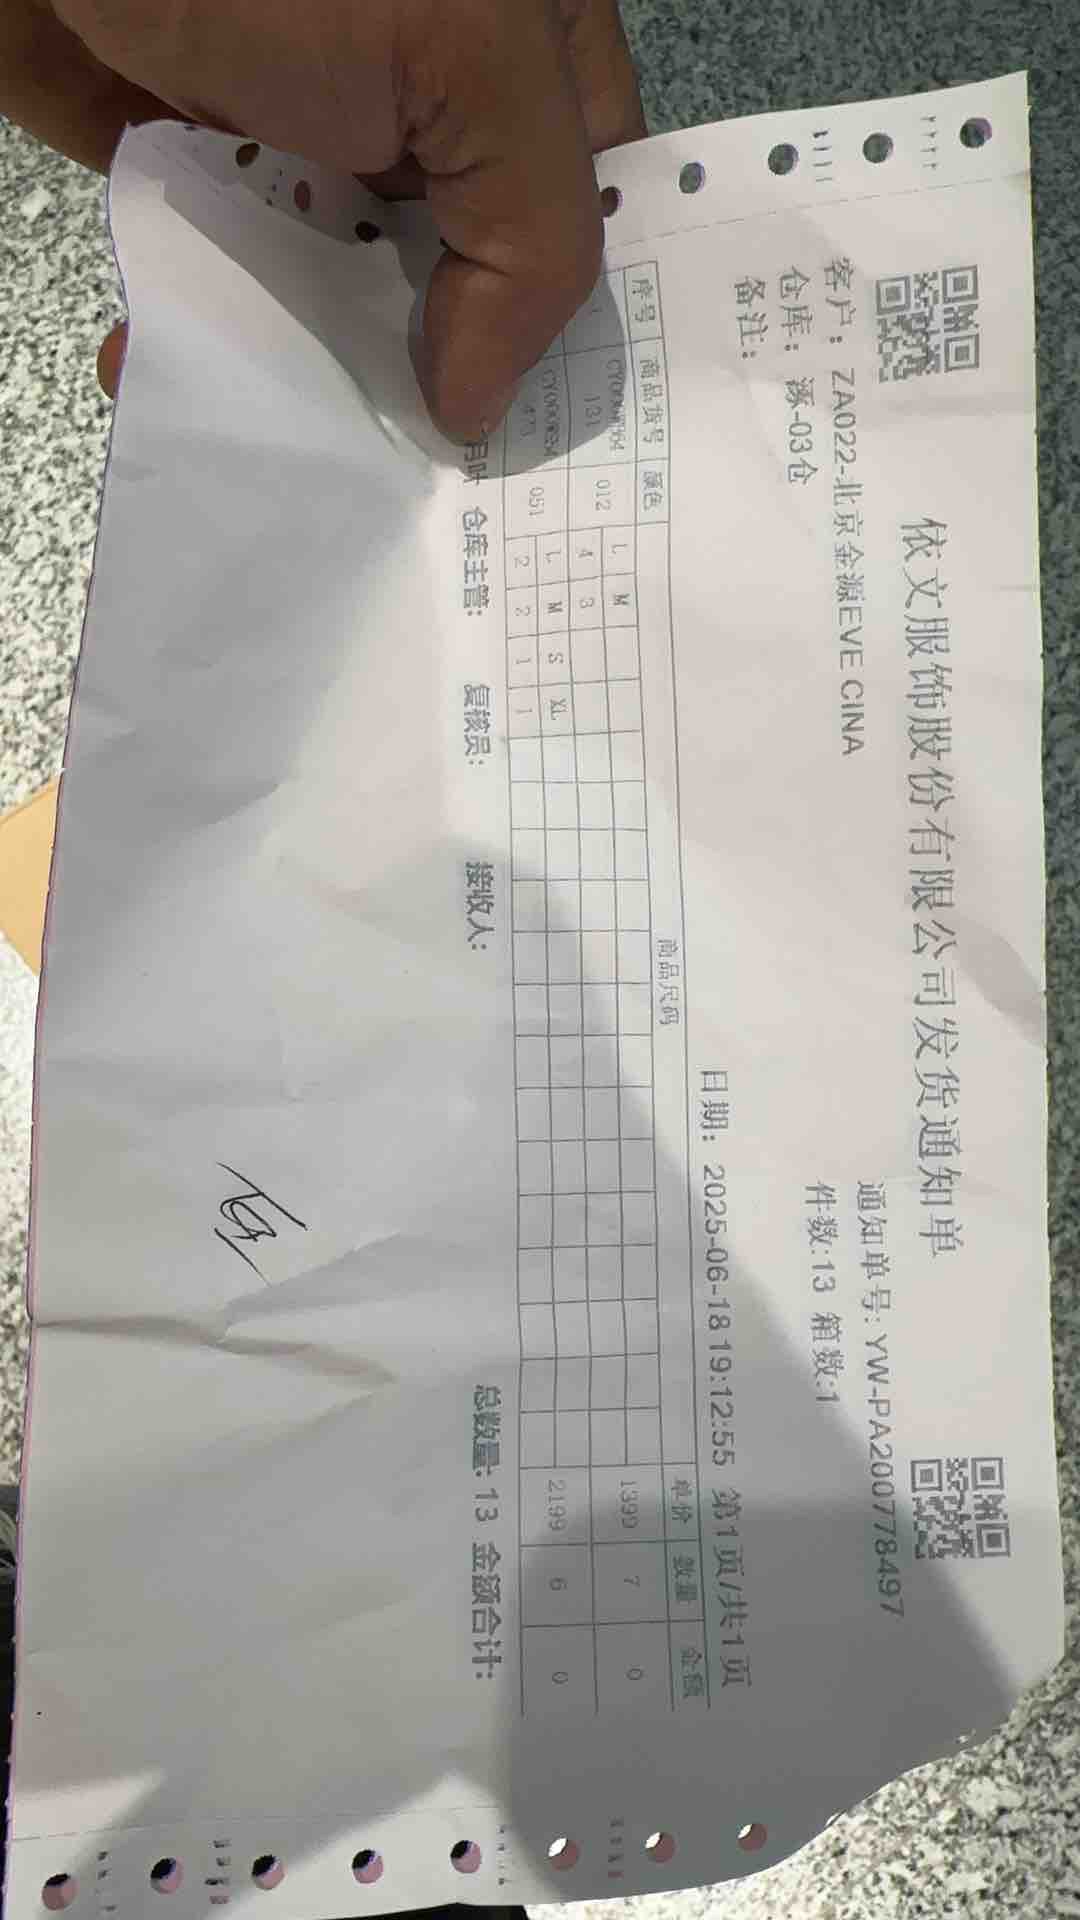 依文服饰股份有限公司发货通知单
通知单号: YW-PA200778497
客户: ZA022-北京金源EVE CINA
件数:13 箱数:1
仓库: 涿-03仓
备注:
日期: 2025-06-18 19:12:55 第1页/共1页
序号 商品货号 颜色 商品尺码 单价 数量 金额
012 L M 1399 7 0
131 4 3
051 L M S XL 2199 6 0
473 2 2 1 1
仓库主管: 复核员: 接收人: 总数量: 13 金额合计: